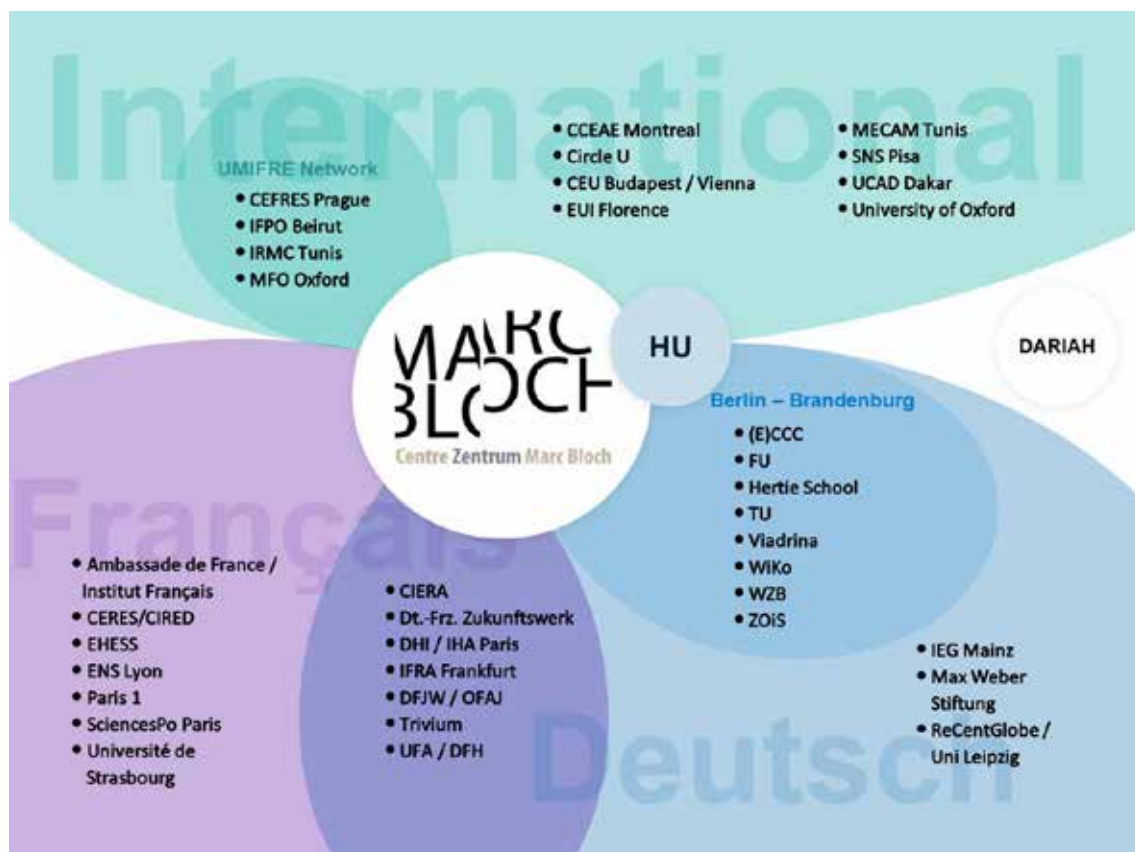 International
UMIFRE Network
• CEFRES Prague
• IFPO Beirut
• IRMC Tunis
• MFO Oxford
• CCEAE Montreal
• Circle U
• CEU Budapest / Vienna
• EUI Florence
• MECAM Tunis
• SNS Pisa
• UCAD Dakar
• University of Oxford
MARC
BLOCH
Centre Zentrum Marc Bloch
HU
DARIAH
Berlin – Brandenburg
• (E)CCC
• FU
• Hertie School
• TU
• Viadrina
• WiKo
• WZB
• ZOiS
Français
• Ambassade de France /
Institut Français
• CERES/CIRED
• EHESS
• ENS Lyon
• Paris 1
• SciencesPo Paris
• Université de
Strasbourg
• CIERA
• Dt.-Frz. Zukunftswerk
• DHI / IHA Paris
• IFRA Frankfurt
• DFJW / OFAJ
• Trivium
• UFA / DFH
• IEG Mainz
• Max Weber
Stiftung
• ReCentGlobe /
Uni Leipzig
Deutsch